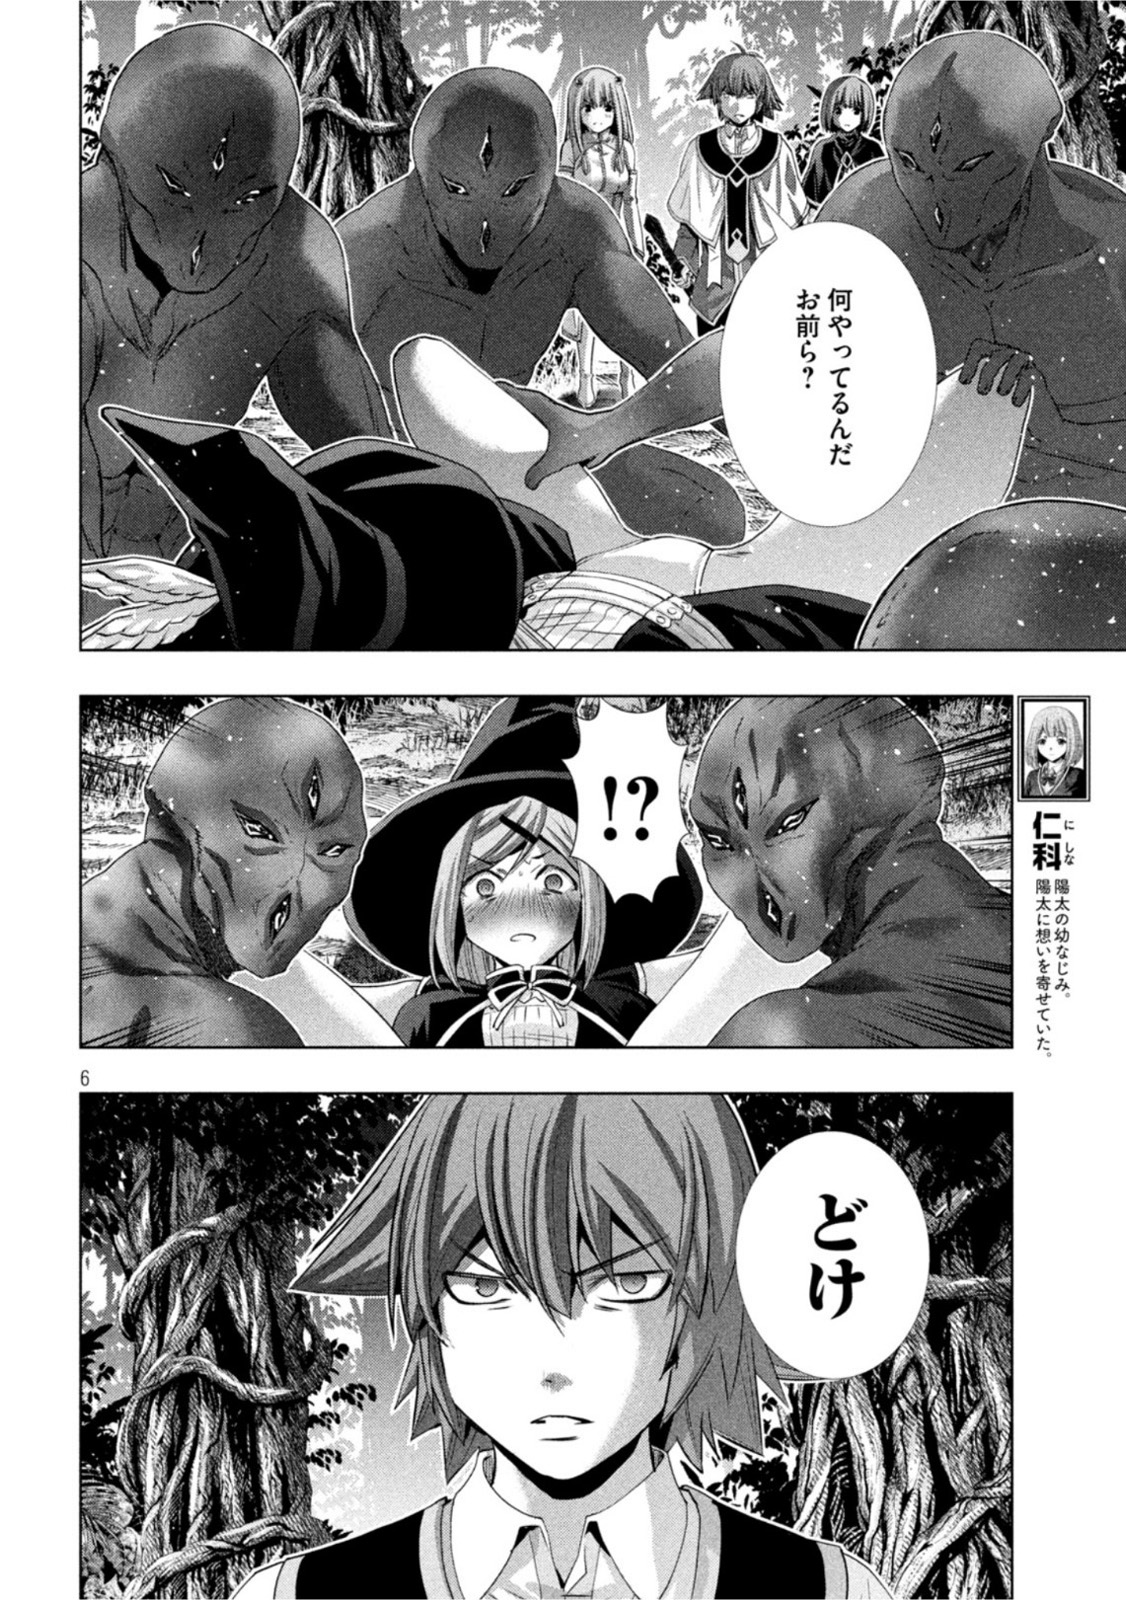 何やってるんだ
お前ら?
!?
仁科
にしな
陽太の幼なじみ。
陽太に想いを寄せていた。
6
どけ